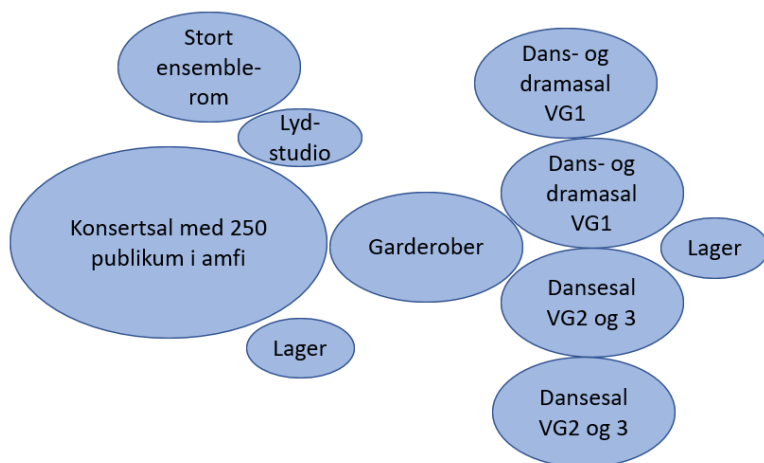 Stort
ensemble-
rom
Lyd-
studio
Konsertsal med 250
publikum i amfi
Lager
Garderober
Dans- og
dramasal
VG1
Dans- og
dramasal
VG1
Lager
Dansesal
VG2 og 3
Dansesal
VG2 og 3